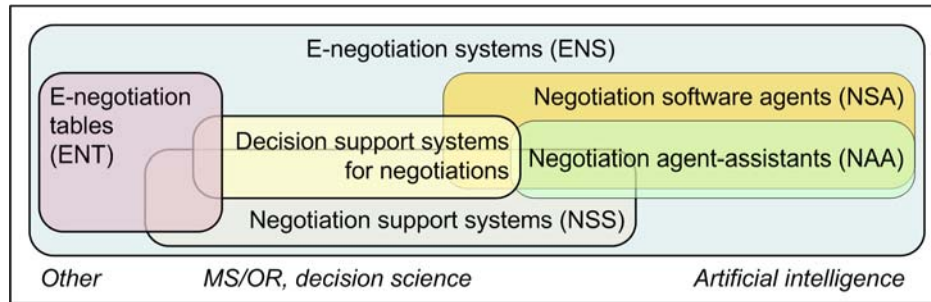 E-negotiation systems (ENS)
E-negotiation
tables
(ENT)
Negotiation software agents (NSA)
Decision support systems
for negotiations
Negotiation agent-assistants (NAA)
Negotiation support systems (NSS)
Other
MS/OR, decision science
Artificial intelligence